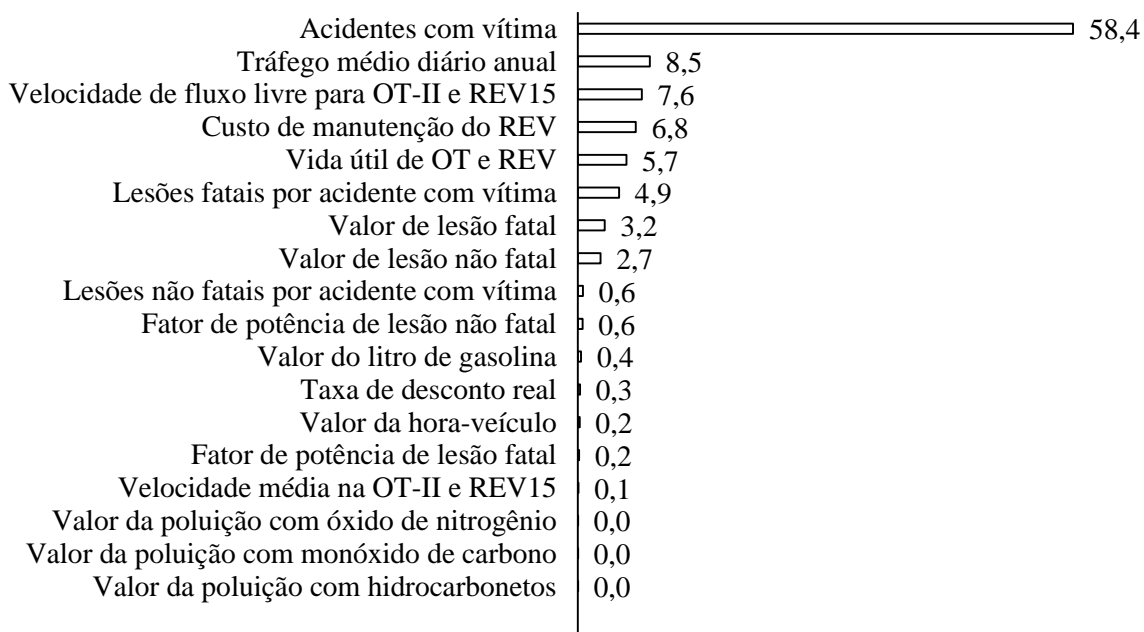 Acidentes com vítima 58,4
Tráfego médio diário anual 8,5
Velocidade de fluxo livre para OT-II e REV15 7,6
Custo de manutenção do REV 6,8
Vida útil de OT e REV 5,7
Lesões fatais por acidente com vítima 4,9
Valor de lesão fatal 3,2
Valor de lesão não fatal 2,7
Lesões não fatais por acidente com vítima 0,6
Fator de potência de lesão não fatal 0,6
Valor do litro de gasolina 0,4
Taxa de desconto real 0,3
Valor da hora-veículo 0,2
Fator de potência de lesão fatal 0,2
Velocidade média na OT-II e REV15 0,1
Valor da poluição com óxido de nitrogênio 0,0
Valor da poluição com monóxido de carbono 0,0
Valor da poluição com hidrocarbonetos 0,0